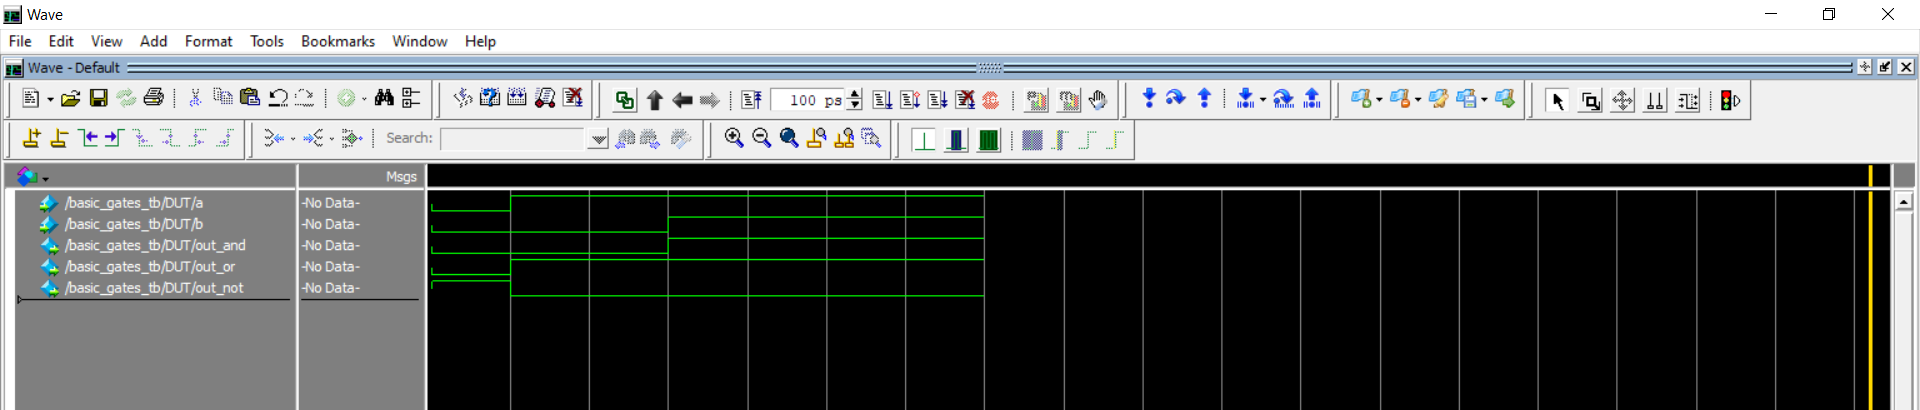 Wave
File Edit View Add Format Tools Bookmarks Window Help
Wave - Default
100 ps
Search:
Msgs
/basic_gates_tb/DUT/a -No Data-
/basic_gates_tb/DUT/b -No Data-
/basic_gates_tb/DUT/out_and -No Data-
/basic_gates_tb/DUT/out_or -No Data-
/basic_gates_tb/DUT/out_not -No Data-